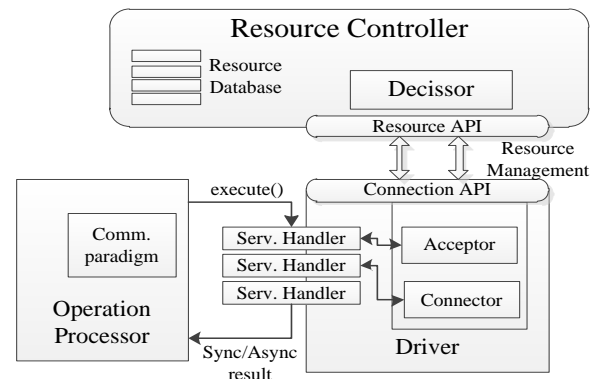 Resource Controller
Resource
Database
Decissor
Resource API
Resource
Management
Connection API
execute()
Comm.
paradigm
Serv. Handler
Serv. Handler
Serv. Handler
Acceptor
Connector
Operation
Processor
Sync/Async
result
Driver